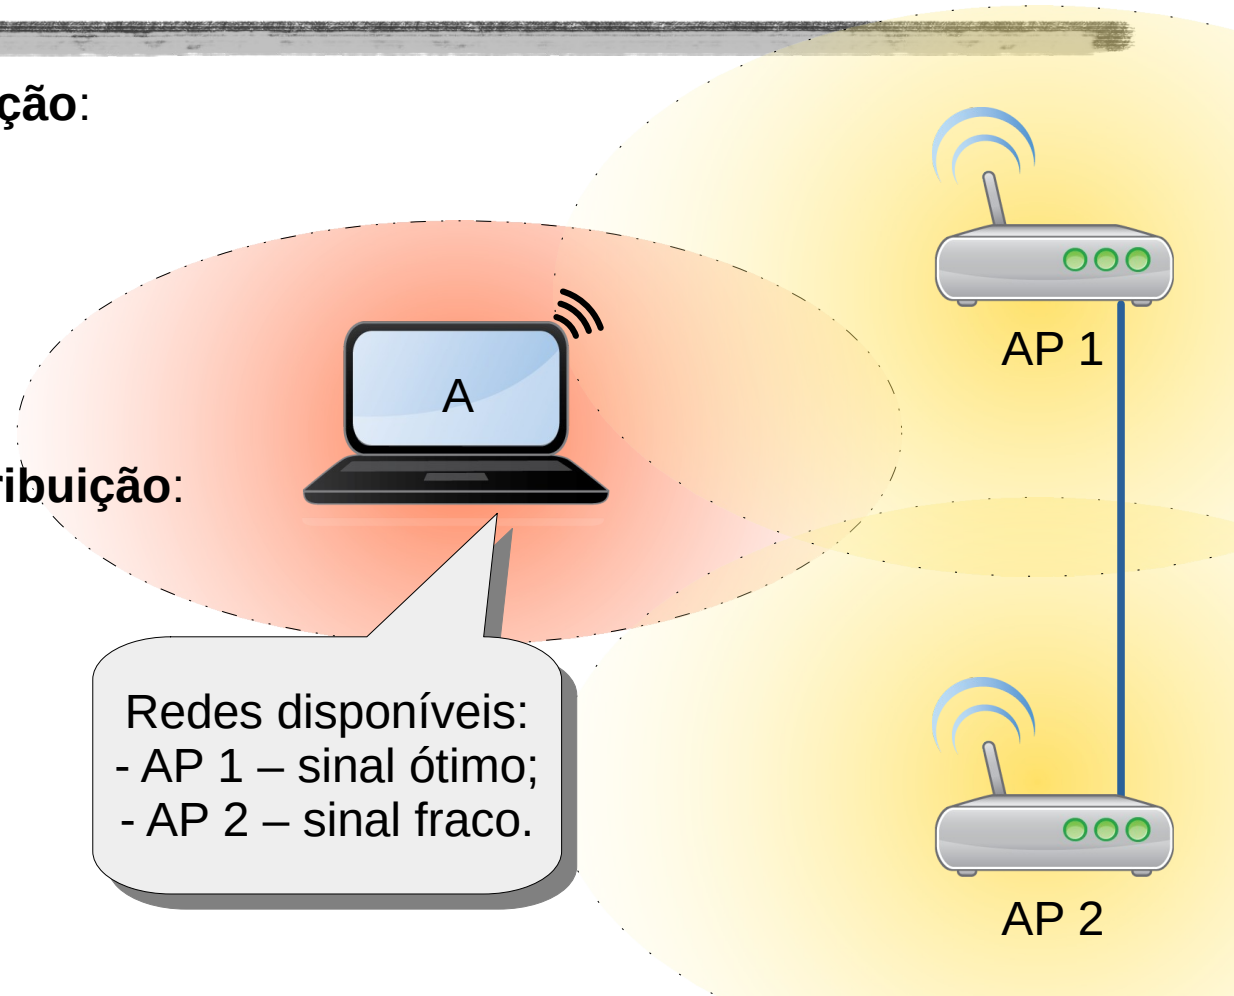 ção:
AP 1
A
ribuição:
Redes disponíveis:
- AP 1 – sinal ótimo;
- AP 2 – sinal fraco.
AP 2